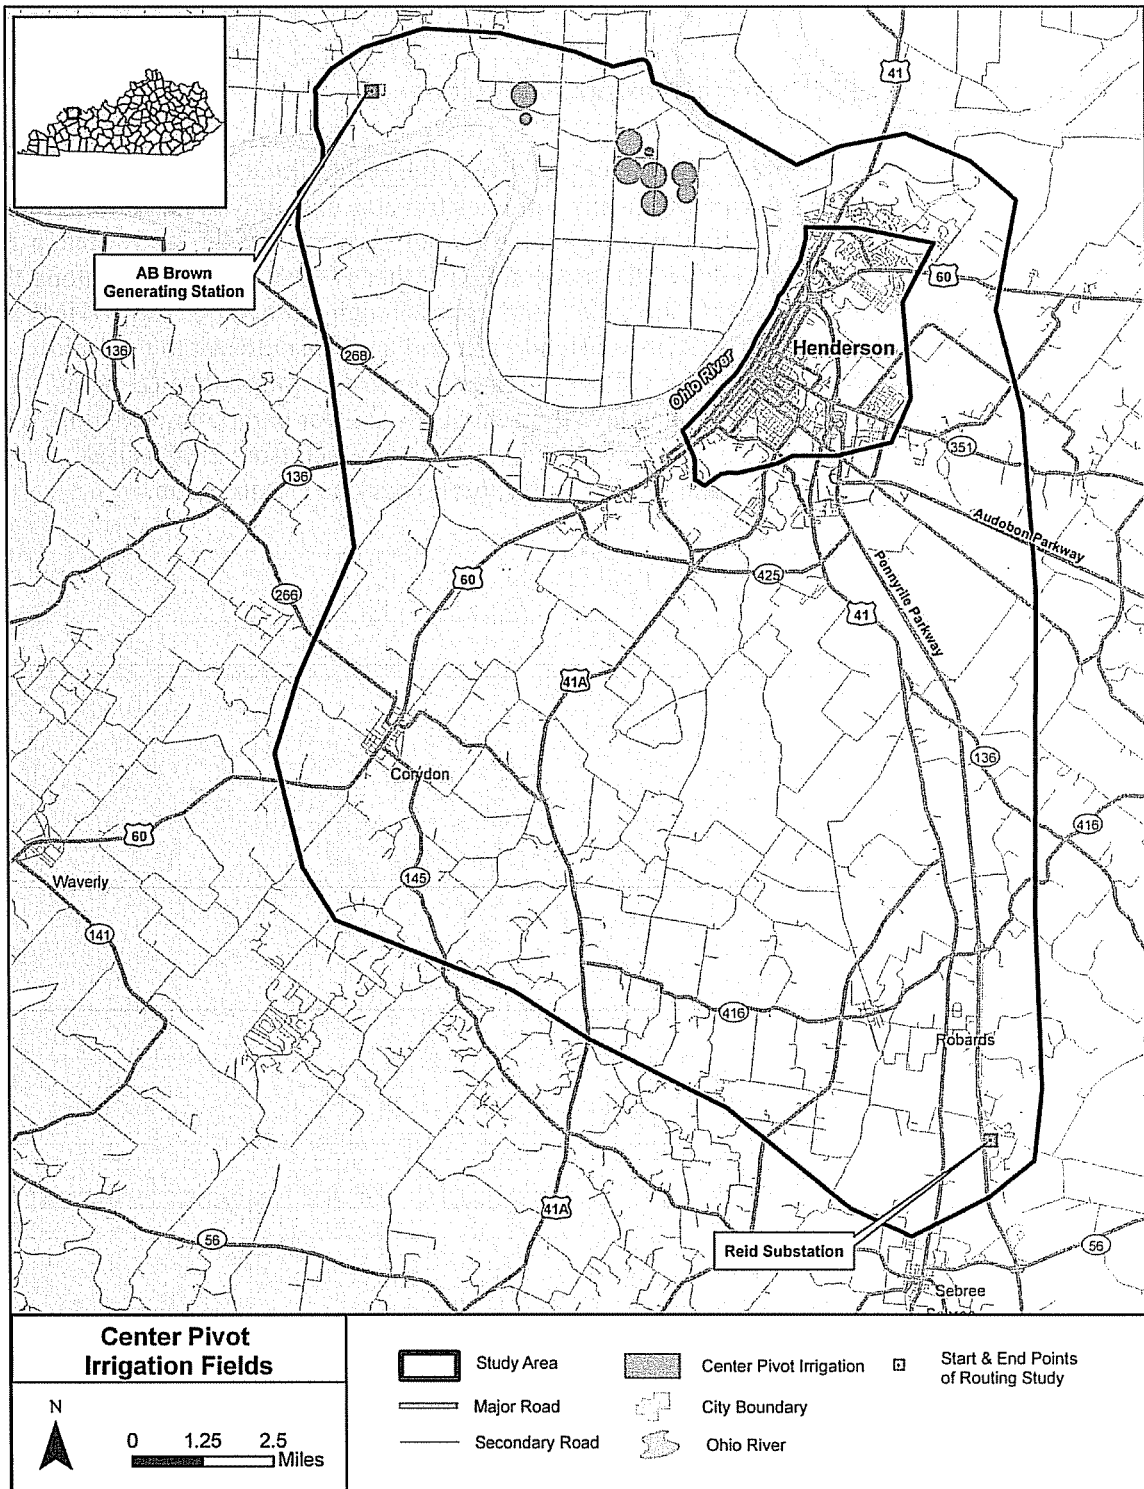 41
AB Brown
Generating Station
60
136
268
Henderson
Ohio River
351
136
Audobon Parkway
425
Pennyrile Parkway
60
266
41
41A
Corydon
136
416
60
Waverly
145
141
416
Robards
41A
56
Reid Substation
56
Sebree
Center Pivot
Irrigation Fields
N
0 1.25 2.5
Miles
Study Area
Major Road
Secondary Road
Center Pivot Irrigation
City Boundary
Ohio River
Start & End Points
of Routing Study